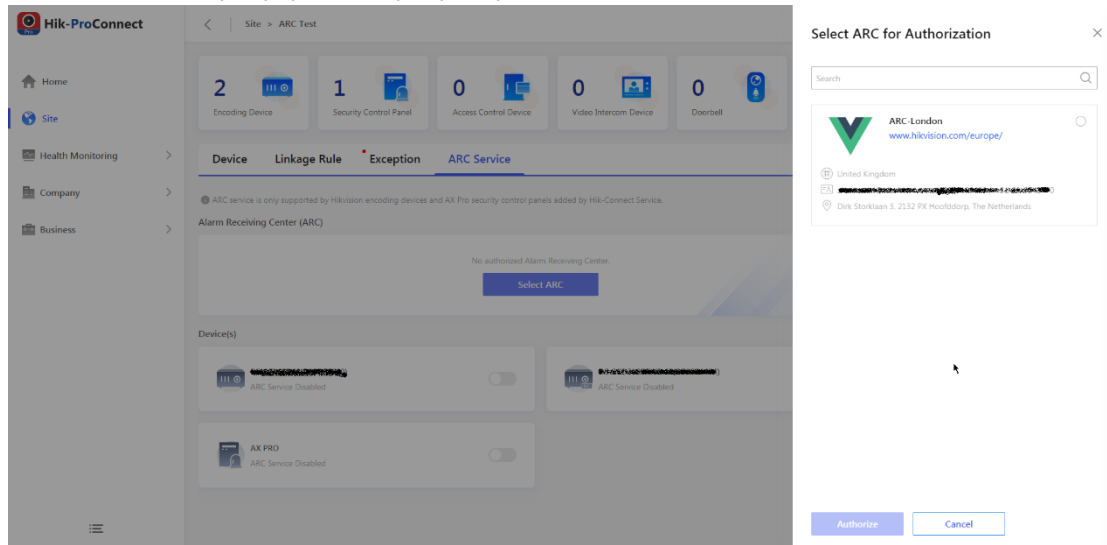 Hik-ProConnect
Pro
Home
Site
Health Monitoring
Company
Business
Site > ARC Test
2
Encoding Device
1
Security Control Panel
0
Access Control Device
0
Video Intercom Device
0
Doorbell
Device Linkage Rule Exception ARC Service
ARC service is only supported by Hikvision encoding devices and AX Pro security control panels added by Hik-Connect Service.
Alarm Receiving Center (ARC)
No authorized Alarm Receiving Center.
Select ARC
Device(s)
ARC Service Disabled
ARC Service Disabled
AX PRO
ARC Service Disabled
Select ARC for Authorization
Search
ARC-London
www.hikvision.com/europe/
United Kingdom
Dirk Storklaan 3, 2132 PX Hoofddorp, The Netherlands
Authorize Cancel